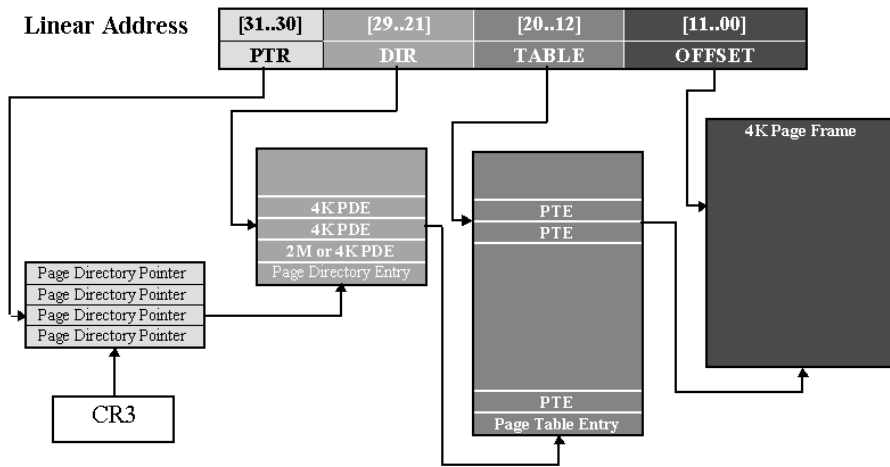 Linear Address
[31..30] [29..21] [20..12] [11..00]
PTR DIR TABLE OFFSET
4K Page Frame
4K PDE
4K PDE
2M or 4K PDE
Page Directory Entry
PTE
PTE
PTE
Page Table Entry
Page Directory Pointer
Page Directory Pointer
Page Directory Pointer
Page Directory Pointer
CR3